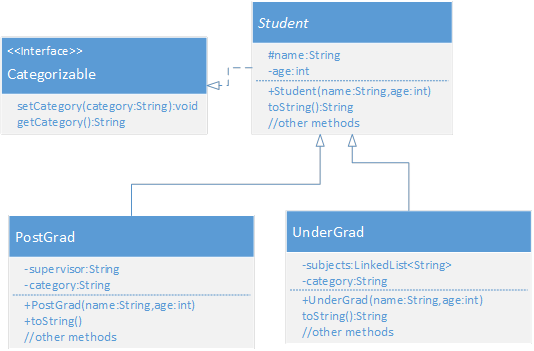 <<Interface>>
Categorizable
setCategory(category:String):void
getCategory():String
Student
#name:String
-age:int
+Student(name:String,age:int)
toString():String
//other methods
PostGrad
-supervisor:String
-category:String
+PostGrad(name:String,age:int)
+toString()
//other methods
UnderGrad
-subjects:LinkedList<String>
-category:String
+UnderGrad(name:String,age:int)
toString():String
//other methods